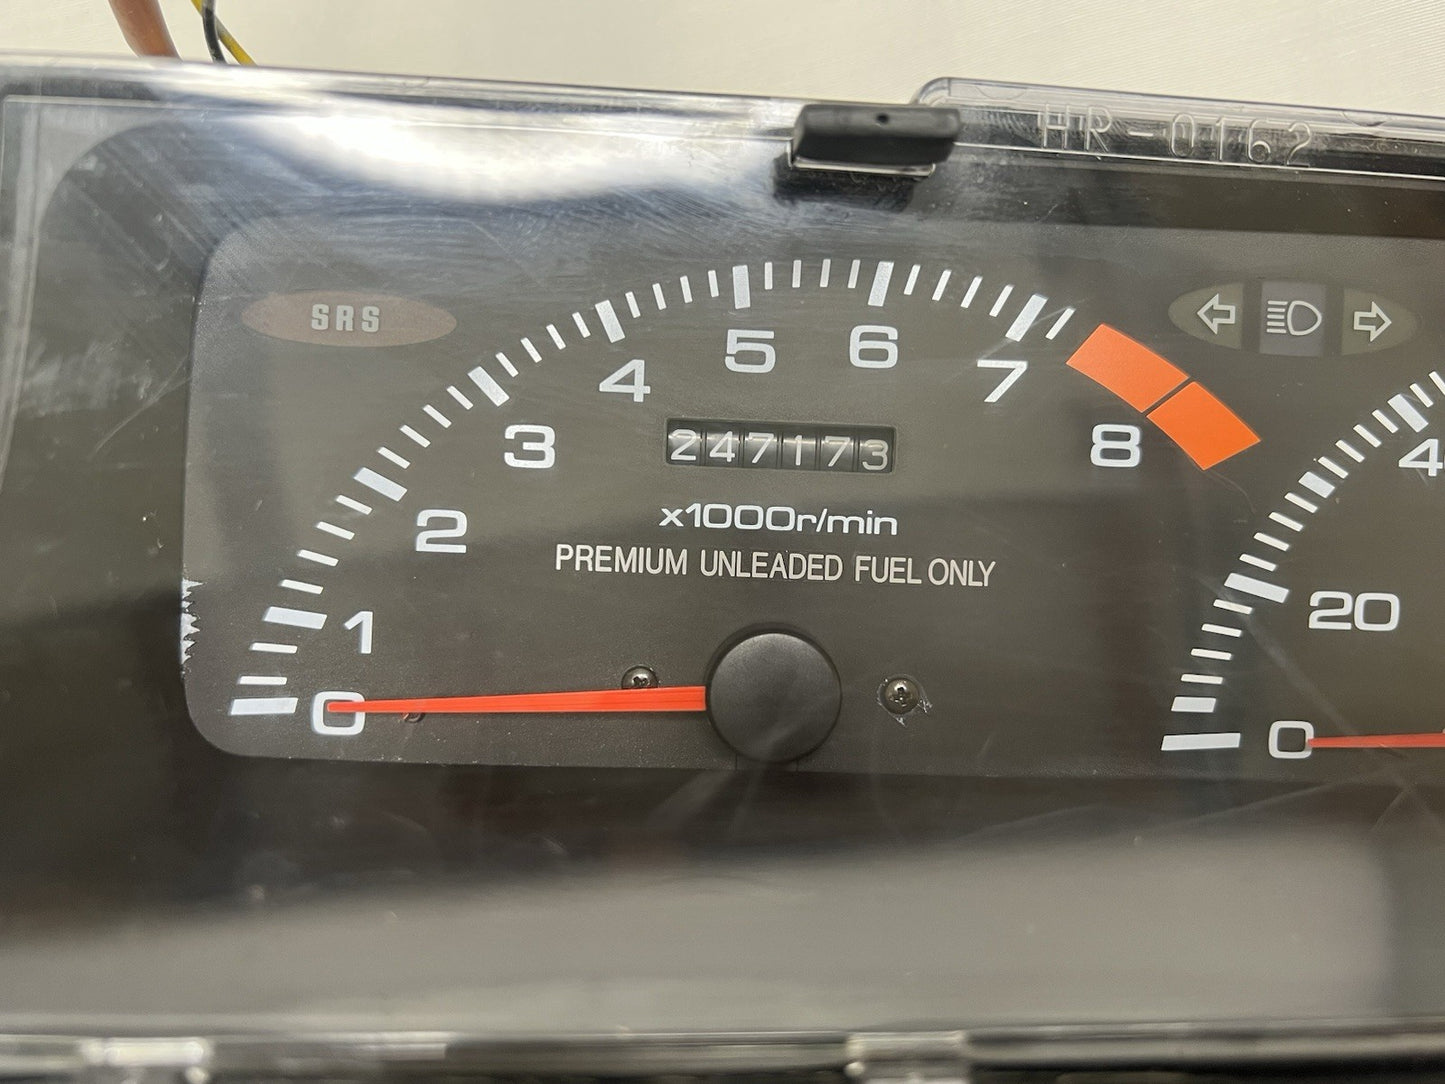 HR-0162
SRS
0 1 2 3 4 5 6 7 8
247173
x1000r/min
PREMIUM UNLEADED FUEL ONLY
0 20